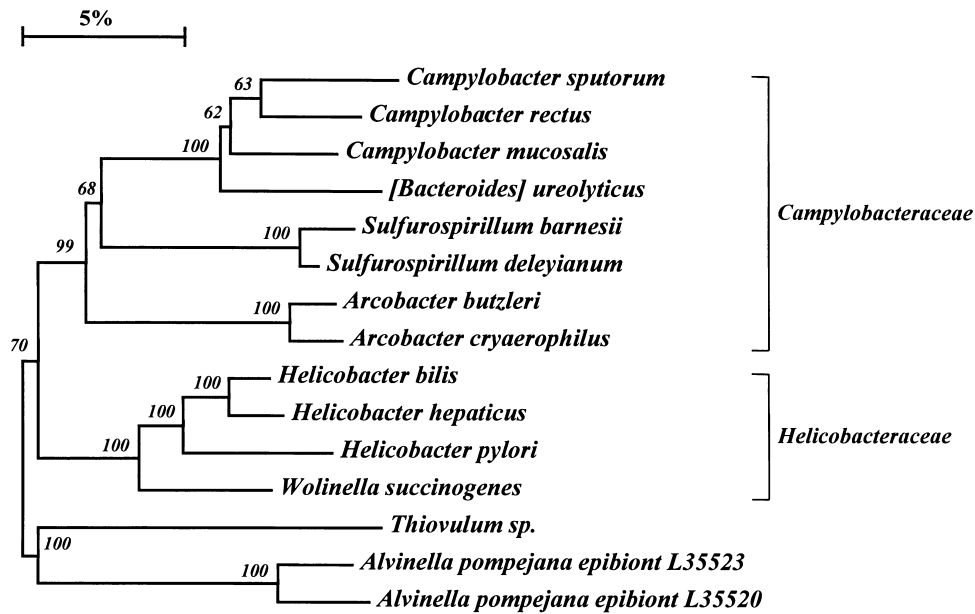 5%
63
Campylobacter sputorum
Campylobacter rectus
62
Campylobacter mucosalis
100
[Bacteroides] ureolyticus
68
Campylobacteraceae
Sulfurospirillum barnesii
100
Sulfurospirillum deleyianum
99
Arcobacter butzleri
100
Arcobacter cryaerophilus
70
Helicobacter bilis
100
Helicobacter hepaticus
100
Helicobacteraceae
Helicobacter pylori
100
Wolinella succinogenes
Thiovulum sp.
100
Alvinella pompejana epibiont L35523
100
Alvinella pompejana epibiont L35520